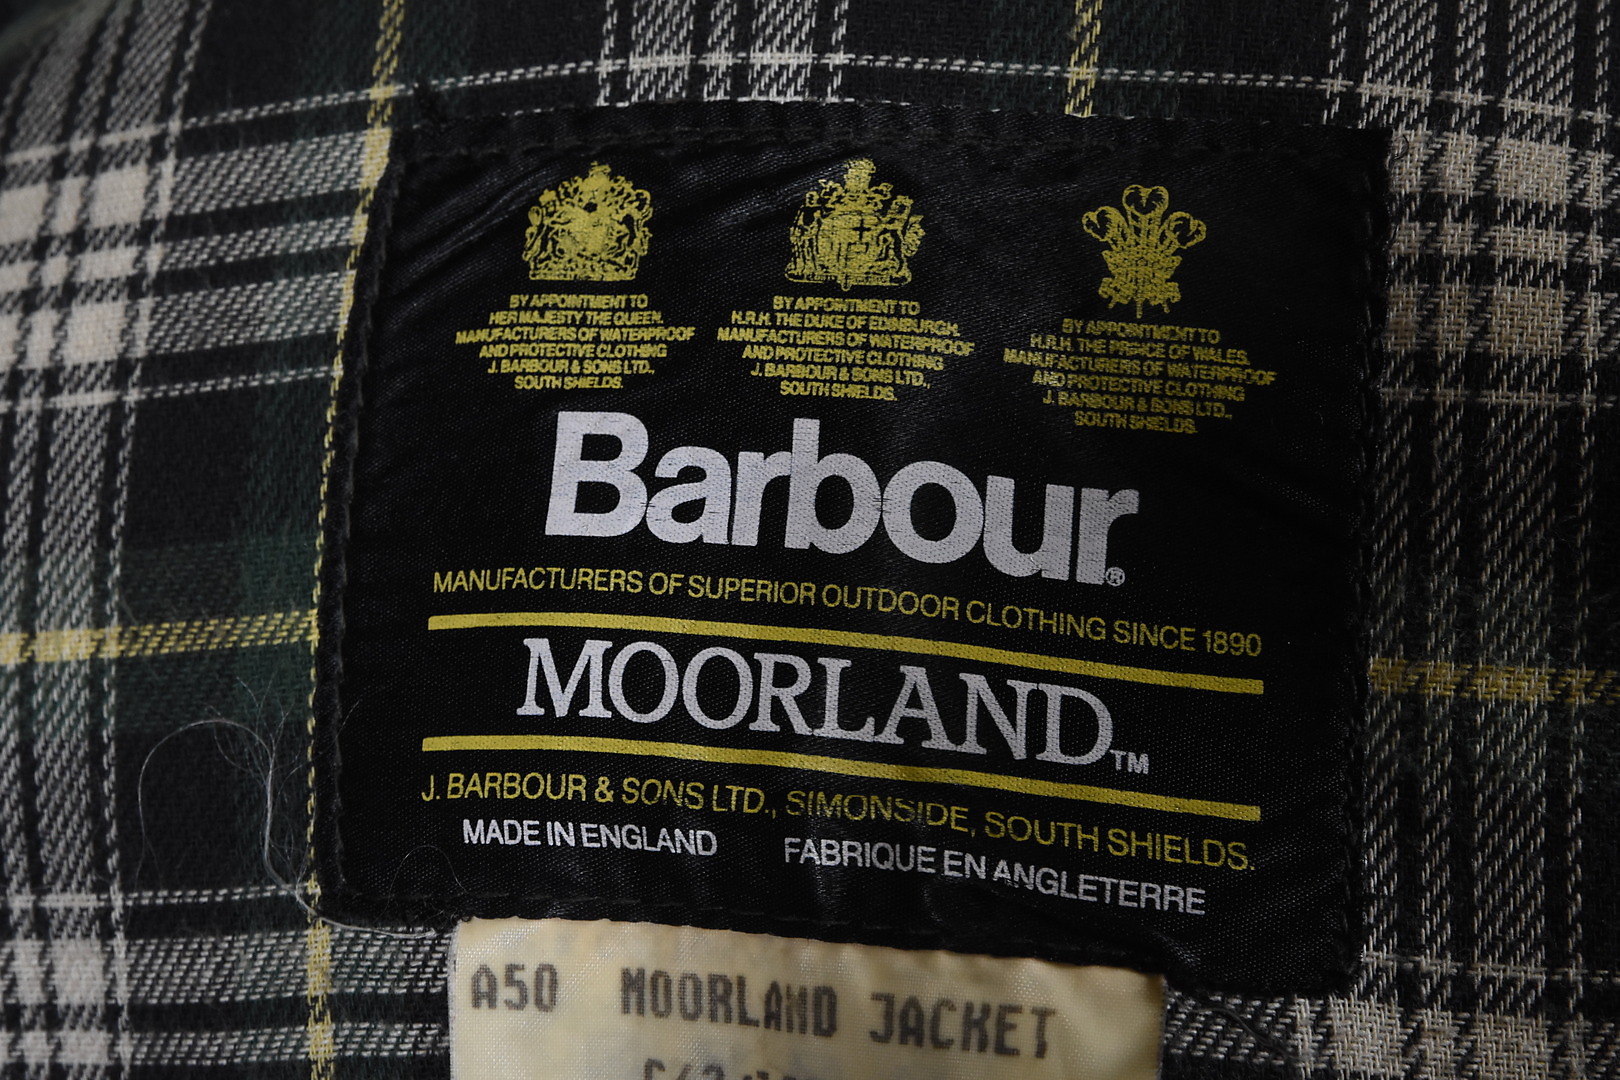 BY APPOINTMENT TO
HER MAJESTY THE QUEEN.
MANUFACTURERS OF WATERPROOF
AND PROTECTIVE CLOTHING
J. BARBOUR & SONS LTD.,
SOUTH SHIELDS.
BY APPOINTMENT TO
H.R.H. THE DUKE OF EDINBURGH.
MANUFACTURERS OF WATERPROOF
AND PROTECTIVE CLOTHING
J. BARBOUR & SONS LTD.,
SOUTH SHIELDS.
BY APPOINTMENT TO
H.R.H. THE PRINCE OF WALES.
MANUFACTURERS OF WATERPROOF
AND PROTECTIVE CLOTHING
J. BARBOUR & SONS LTD.,
SOUTH SHIELDS.
Barbour®
MANUFACTURERS OF SUPERIOR OUTDOOR CLOTHING SINCE 1890
MOORLAND™
J. BARBOUR & SONS LTD., SIMONSIDE, SOUTH SHIELDS.
MADE IN ENGLAND FABRIQUE EN ANGLETERRE
A50 MOORLAND JACKET